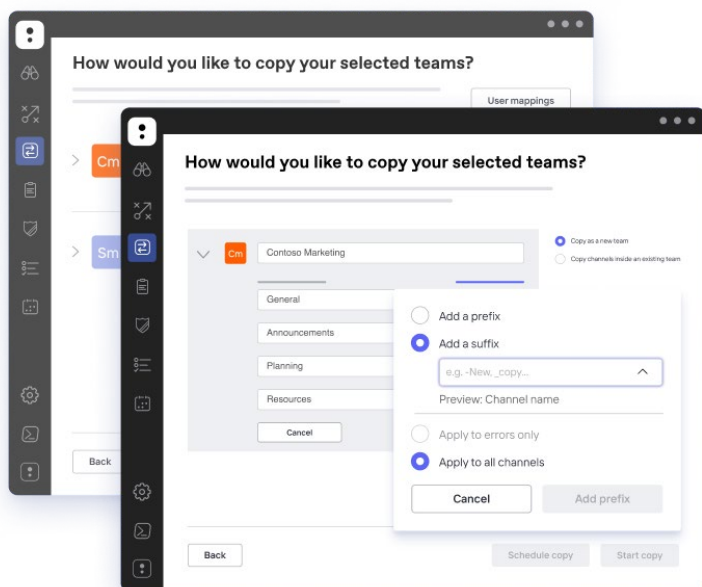 How would you like to copy your selected teams?
User mappings
Cm
Sm
Back
How would you like to copy your selected teams?
Cm
Contoso Marketing
Copy as a new team
Copy channels inside an existing team
General
Announcements
Planning
Resources
Cancel
Add a prefix
Add a suffix
e.g. -New, _copy...
Preview: Channel name
Apply to errors only
Apply to all channels
Cancel
Add prefix
Back
Schedule copy
Start copy